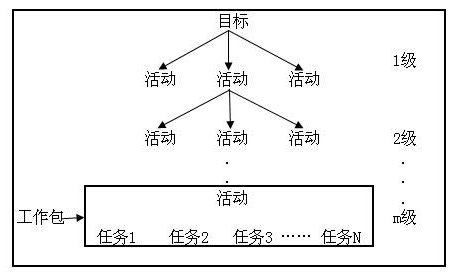 目标
活动 活动 活动 1级
活动 活动 活动 2级
活动
工作包 m级
任务1 任务2 任务3 …… 任务N